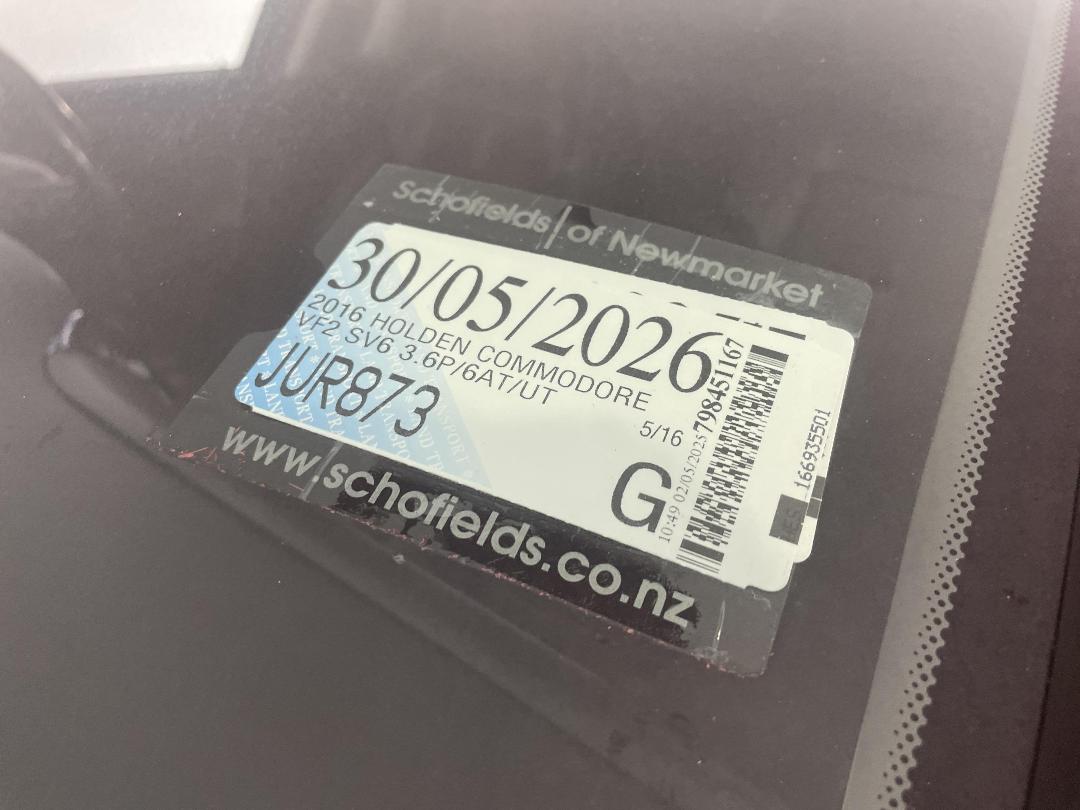 Schofields of Newmarket
30/05/2026
2016 HOLDEN COMMODORE
VF2 SV6 3.6P/6AT/UT
JUR873
5/16
G
10:49 02/05/2025 798451167
166935501
www.schofields.co.nz